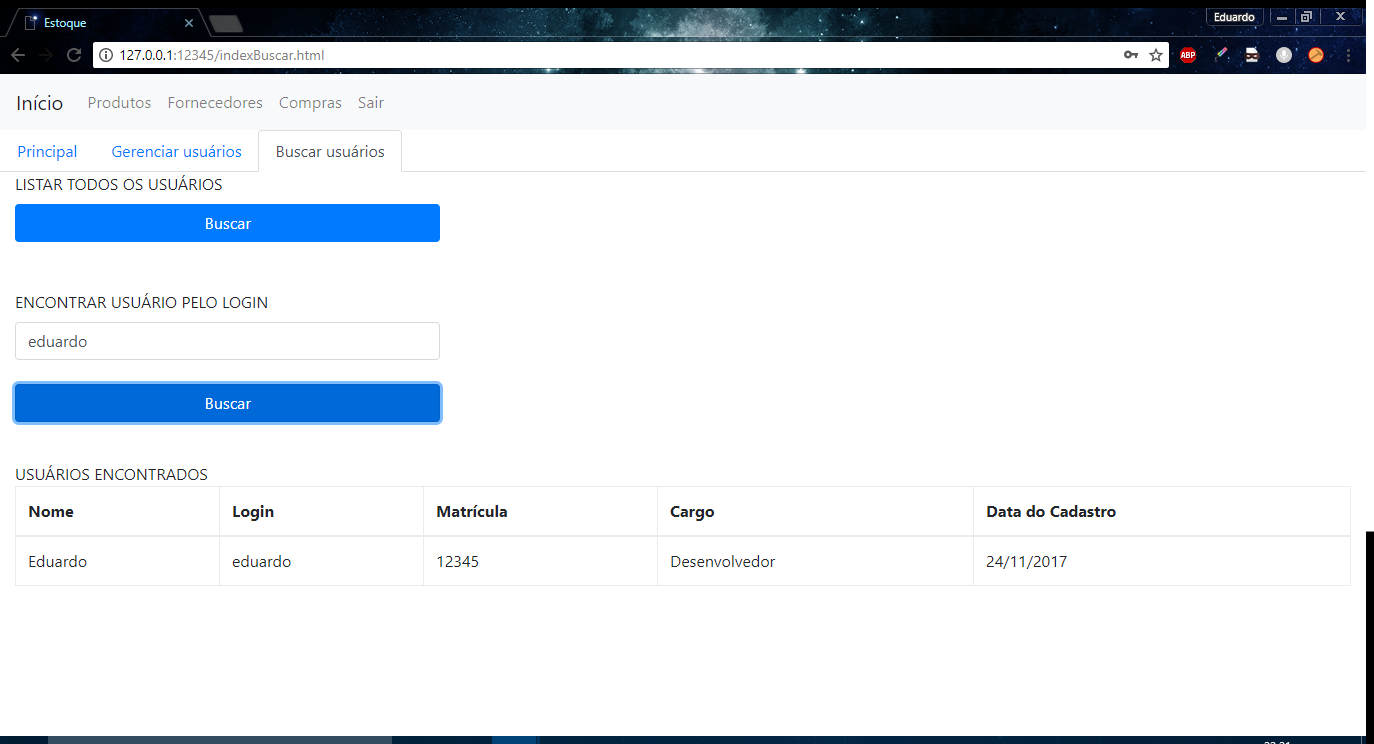 Estoque
Eduardo
127.0.0.1:12345/indexBuscar.html
ABP
Início Produtos Fornecedores Compras Sair
Principal Gerenciar usuários Buscar usuários
LISTAR TODOS OS USUÁRIOS
Buscar
ENCONTRAR USUÁRIO PELO LOGIN
eduardo
Buscar
USUÁRIOS ENCONTRADOS
Nome Login Matrícula Cargo Data do Cadastro
Eduardo eduardo 12345 Desenvolvedor 24/11/2017